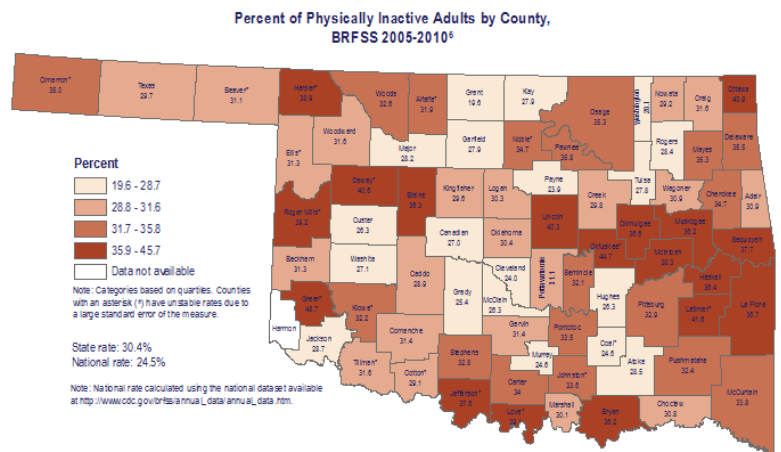 Percent of Physically Inactive Adults by County,
BRFSS 2005-2010⁶
Cimarron*
35.0
Texas
29.7
Beaver*
31.1
Harper*
Woods
32.6
Alfalfa*
31.9
Grant
19.6
Kay
27.9
Osage
35.3
Washington
28.1
Nowata
29.2
Craig
31.6
Ottawa
40.9
Ellis*
31.3
Woodward
31.6
Major
28.2
Garfield
27.9
Noble*
34.7
Pawnee
35.8
Rogers
28.4
Mayes
35.3
Delaware
35.8
Percent
19.6 - 28.7
28.8 - 31.6
31.7 - 35.8
35.9 - 45.7
Data not available
Note: Categories based on quartiles. Counties
with an asterisk (*) have unstable rates due to
a large standard error of the measure.
State rate: 30.4%
National rate: 24.5%
Note: National rate calculated using the national dataset available
at http://www.cdc.gov/brfss/annual_data/annual_data.htm.
Roger Mills*
39.2
Dewey*
40.6
Blaine
36.3
Kingfisher
29.6
Logan
30.3
Payne
23.9
Creek
29.8
Tulsa
27.8
Wagoner
30.9
Cherokee
34.7
Adair
30.9
Custer
26.3
Canadian
27.0
Oklahoma
30.4
Lincoln
40.3
Okmulgee
36.6
Muskogee
36.2
Sequoyah
37.7
Beckham
31.3
Washita
27.1
Caddo
28.9
Grady
Cleveland
24.0
McClain
26.3
Pottawatomie
31.1
Seminole
32.1
Okfuskee*
44.7
McIntosh
38.3
Haskell
36.4
Hughes
26.3
Pittsburg
32.9
Latimer*
41.6
Le Flore
36.7
Greer*
45.7
Kiowa*
32.2
Harmon
Jackson
28.7
Comanche
31.4
Tillman*
31.6
Cotton*
29.1
Stephens
32.8
Garvin
31.4
Murray
24.6
Pontotoc
33.5
Coal*
24.6
Atoka
28.5
Pushmataha
32.4
McCurtain
33.8
Carter
34
Johnston*
33.6
Jefferson*
37.6
Love*
Marshall
30.1
Bryan
36.2
Choctaw
30.8